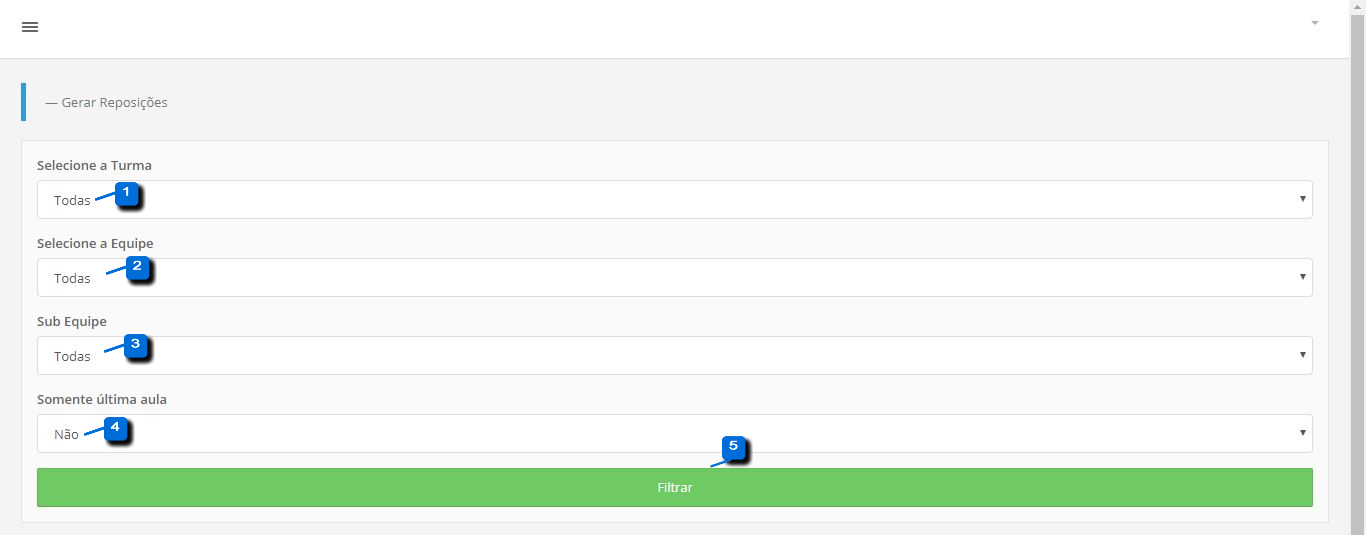 — Gerar Reposições
Selecione a Turma
Todas 1
Selecione a Equipe
Todas 2
Sub Equipe
Todas 3
Somente última aula
Não 4
5
Filtrar